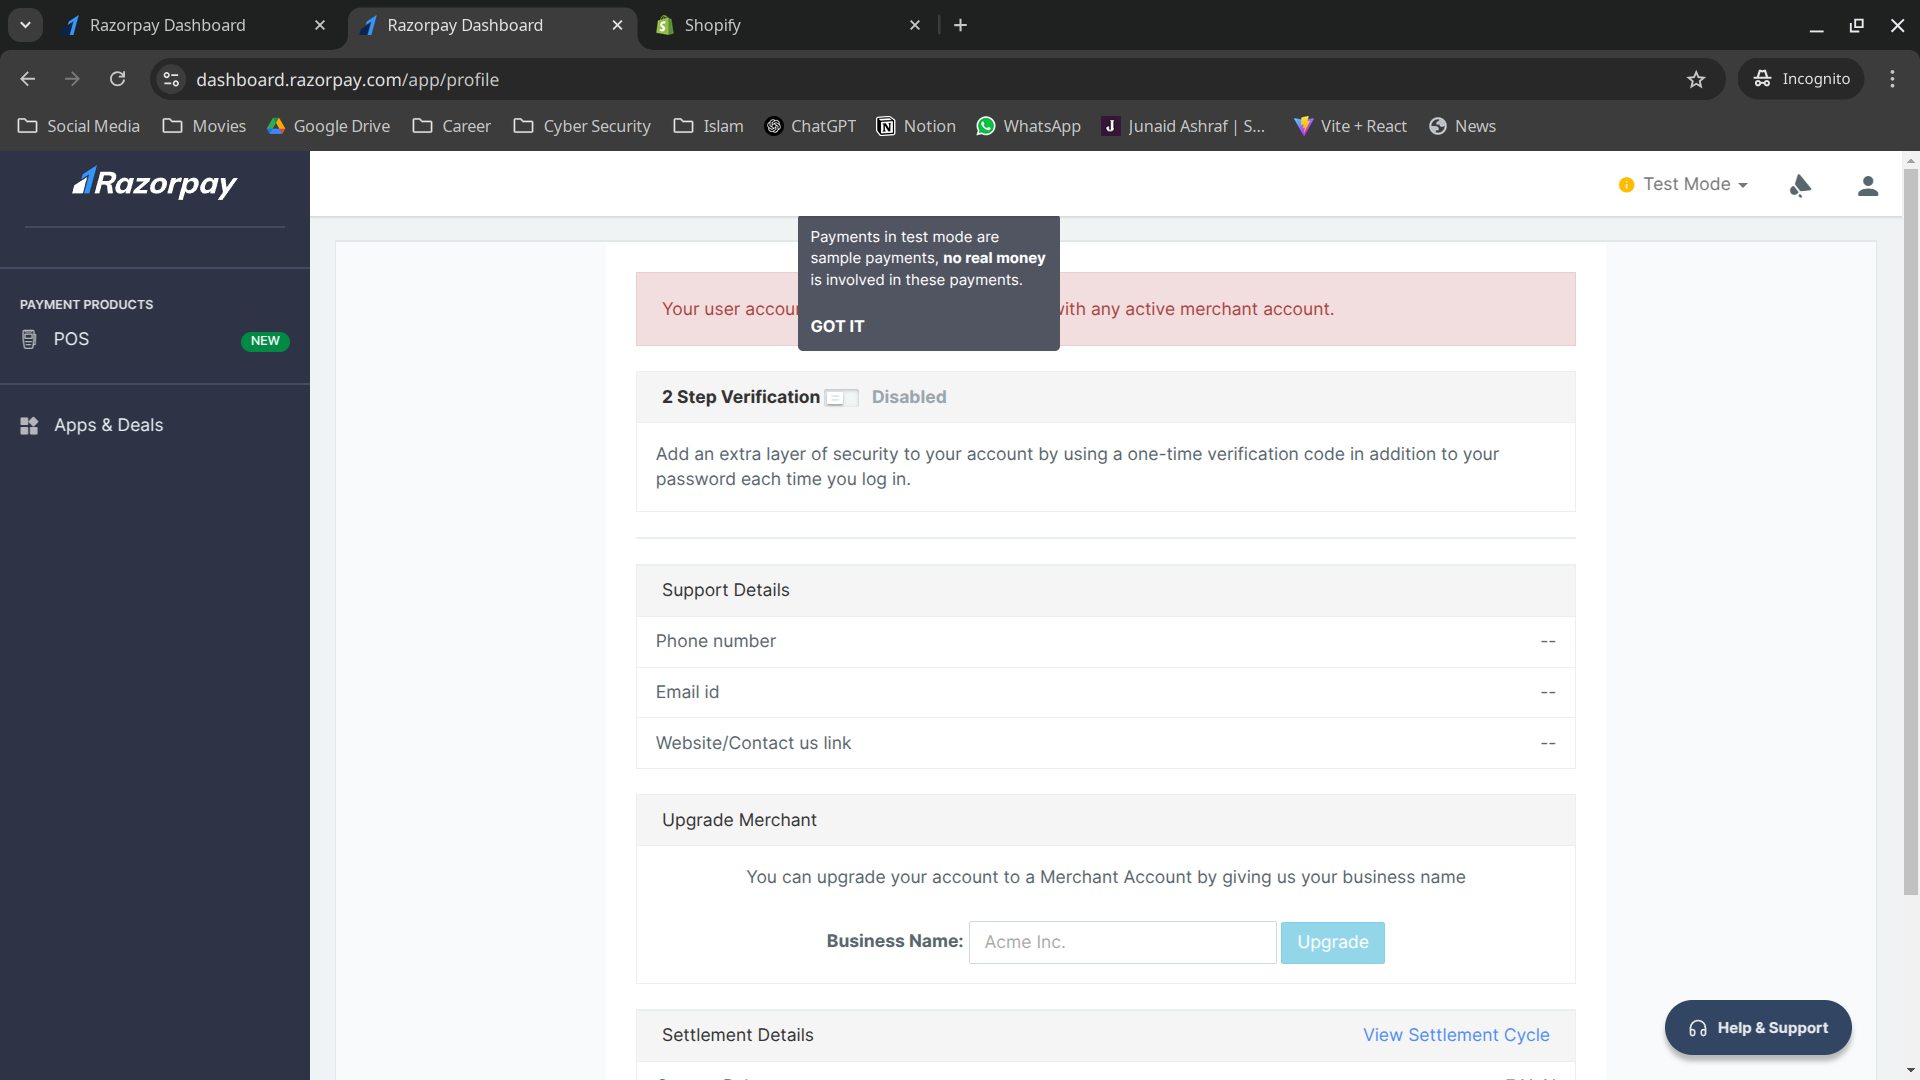 Razorpay Dashboard
Razorpay Dashboard
Shopify
dashboard.razorpay.com/app/profile
Incognito
Social Media
Movies
Google Drive
Career
Cyber Security
Islam
ChatGPT
Notion
WhatsApp
J
Junaid Ashraf | S...
Vite + React
News
Razorpay
Test Mode
PAYMENT PRODUCTS
POS
NEW
Apps & Deals
Payments in test mode are
sample payments, no real money
is involved in these payments.
GOT IT
Your user accou
with any active merchant account.
2 Step Verification
Disabled
Add an extra layer of security to your account by using a one-time verification code in addition to your
password each time you log in.
Support Details
Phone number --
Email id --
Website/Contact us link --
Upgrade Merchant
You can upgrade your account to a Merchant Account by giving us your business name
Business Name: Acme Inc. Upgrade
Settlement Details View Settlement Cycle
Help & Support